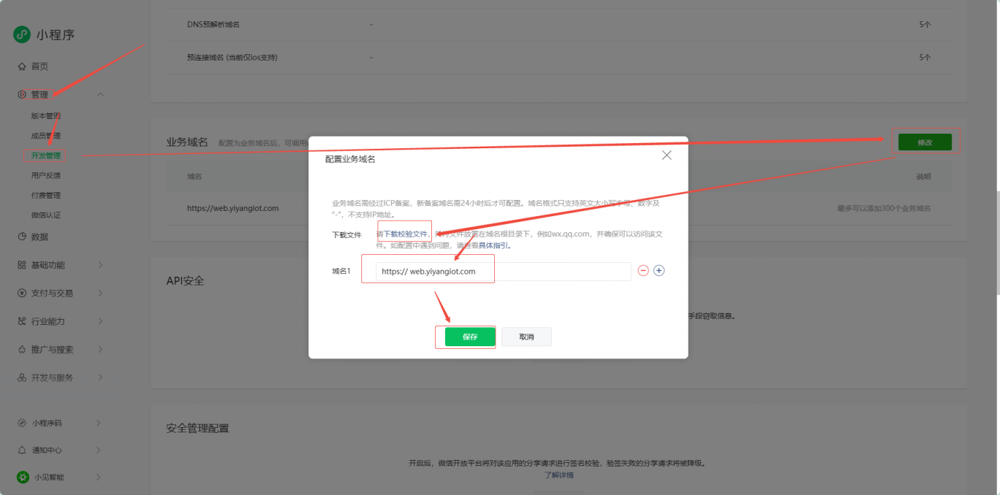 小程序
首页
管理
版本管理
成员管理
开发管理
用户反馈
付费管理
微信认证
数据
基础功能
支付与交易
行业能力
推广与搜索
开发与服务
小程序码
通知中心
小见智能
DNS预解析域名 - 5个
预连接域名 (当前仅ios支持) - 5个
业务域名 配置为业务域名后，可调用
修改
域名 说明
https://web.yiyangiot.com 最多可以添加300个业务域名
配置业务域名
业务域名需经过ICP备案，新备案域名需24小时后才可配置。域名格式只支持英文大小写字母、数字及
“-”，不支持IP地址。
下载文件 请下载校验文件，并将文件放置在域名根目录下，例如wx.qq.com，并确保可以访问该文
件。如配置中遇到问题，请查看具体指引。
域名1 https:// web.yiyangiot.com
保存 取消
API安全
手段窃取信息。
安全管理配置
开启后，微信开放平台将对该应用的分享请求进行签名校验，验签失败的分享请求将被降级。
了解详情